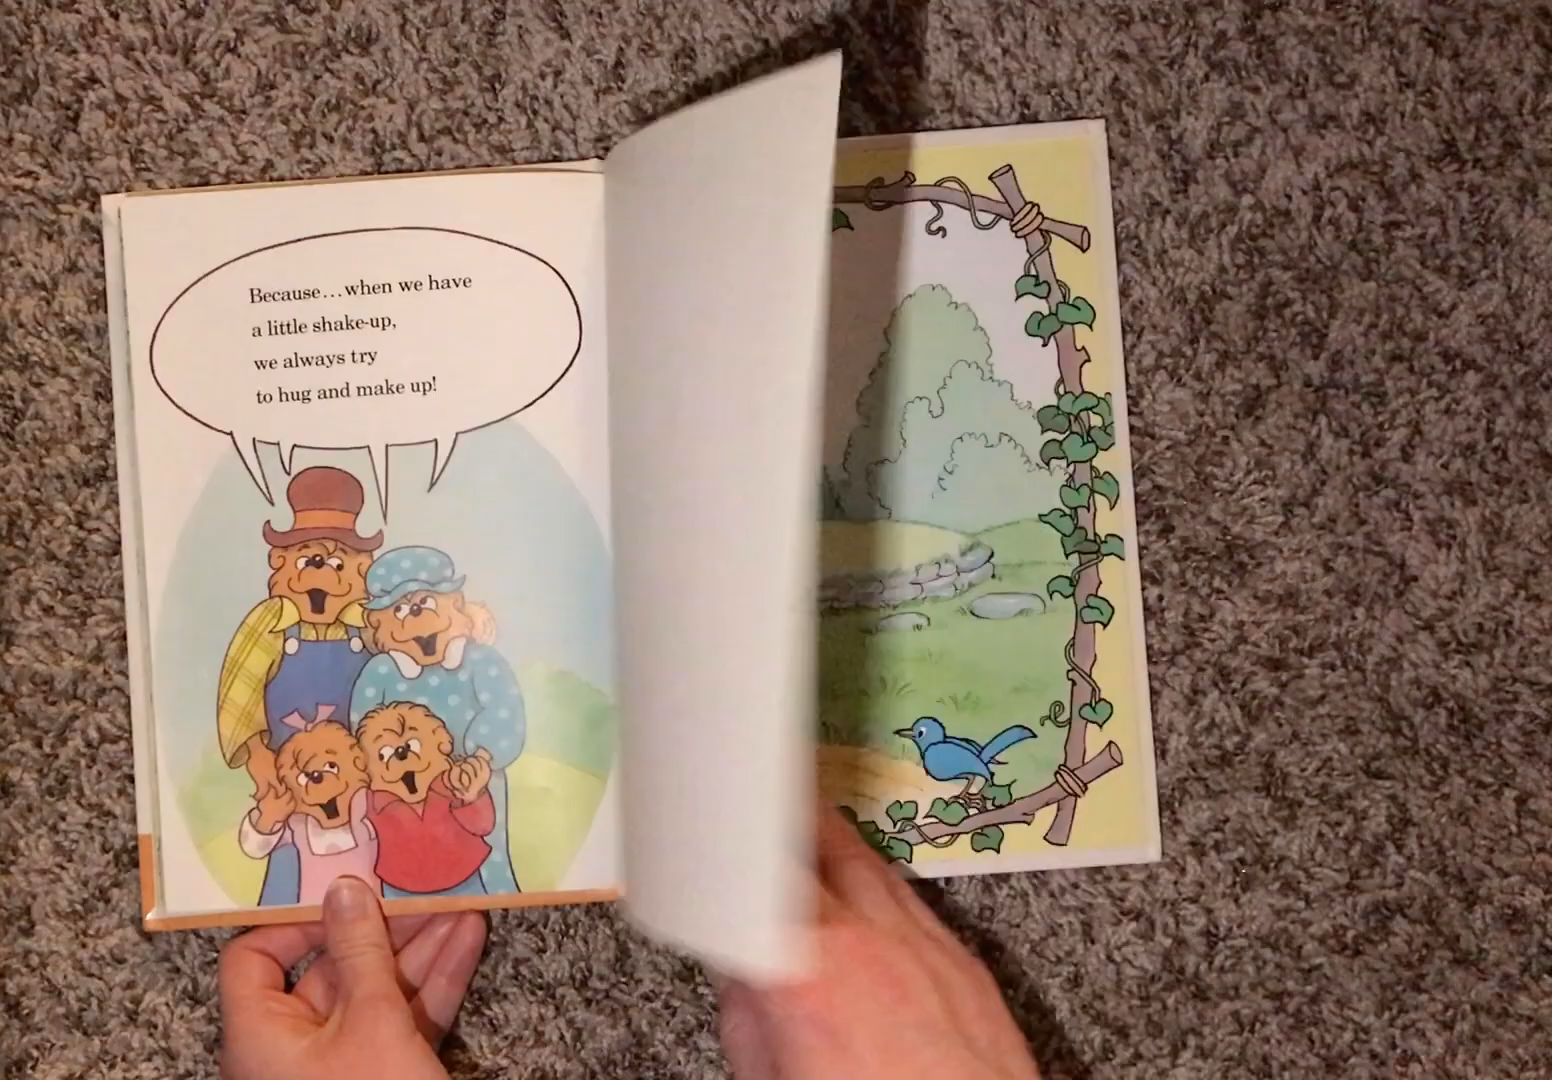 Because...when we have
a little shake-up,
we always try
to hug and make up!